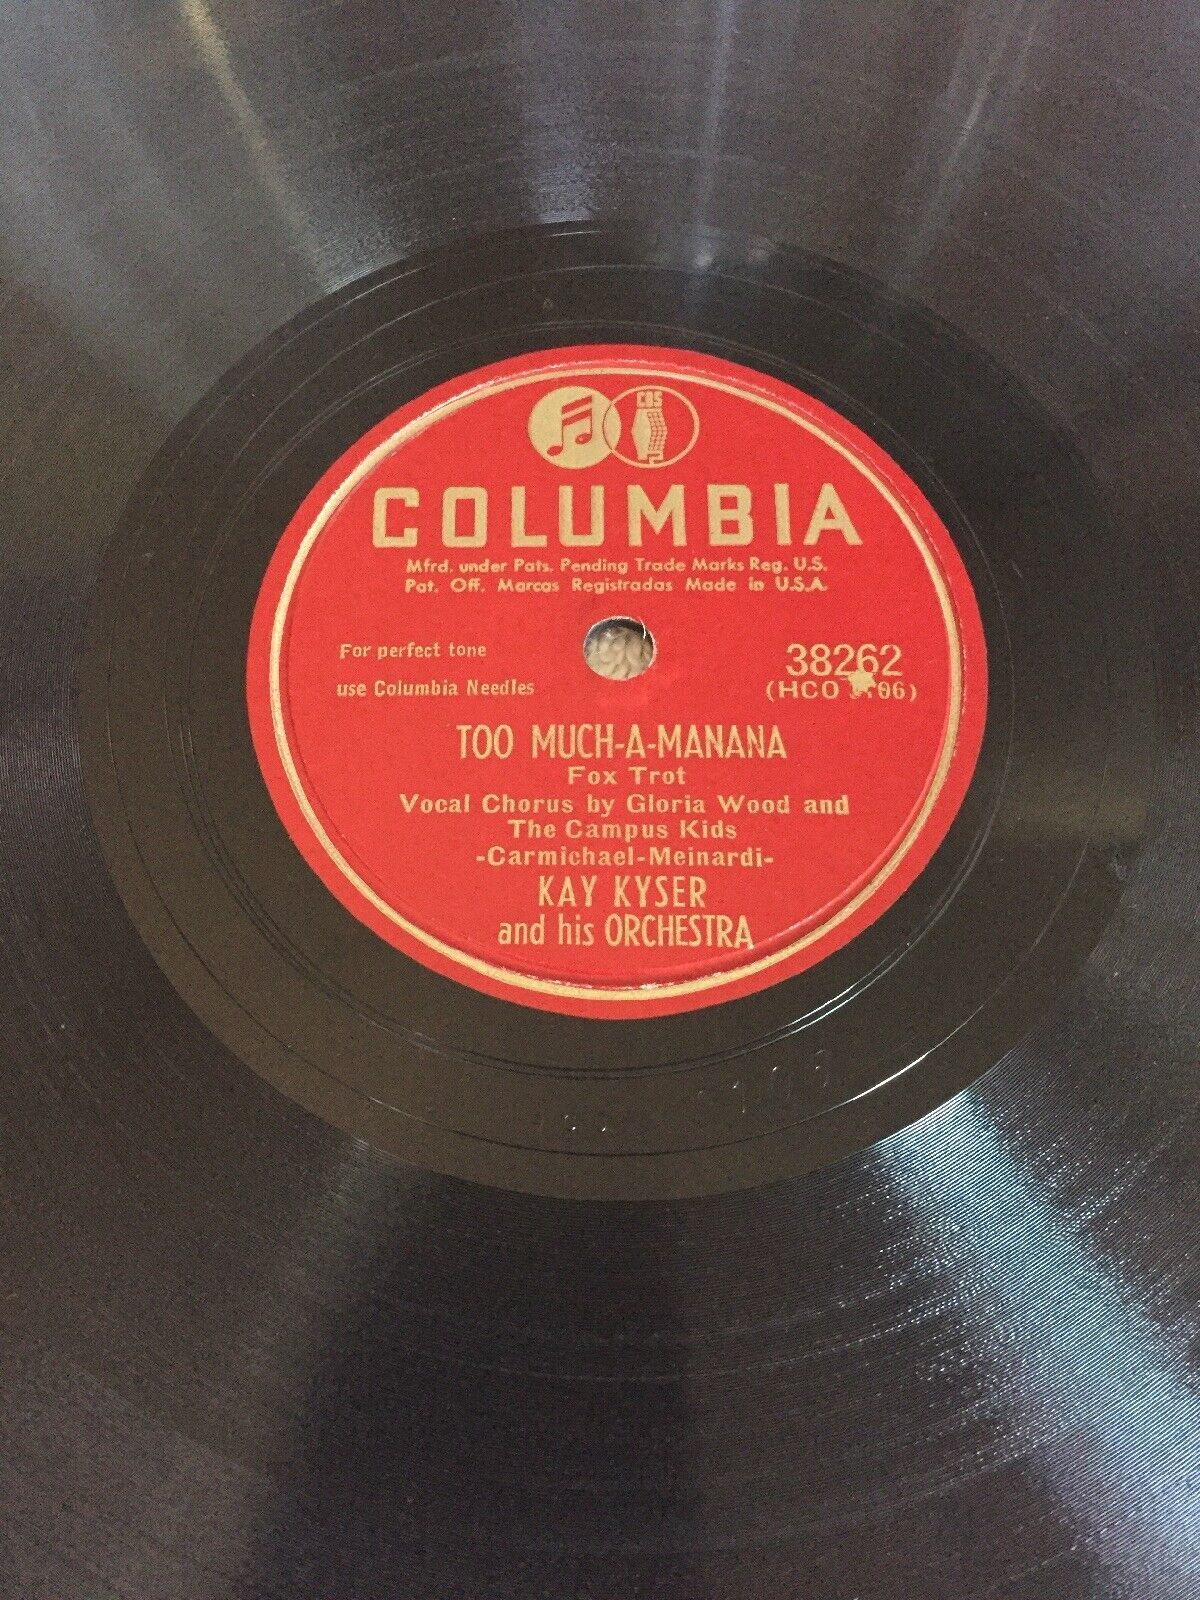 CBS
COLUMBIA
Mfrd. under Pats. Pending Trade Marks Reg. U.S.
Pat. Off. Marcas Registradas Made in U.S.A.
For perfect tone
use Columbia Needles
38262
(HCO
TOO MUCH-A-MANANA
Fox Trot
Vocal Chorus by Gloria Wood and
The Campus Kids
-Carmichael-Meinardi-
KAY KYSER
and his ORCHESTRA